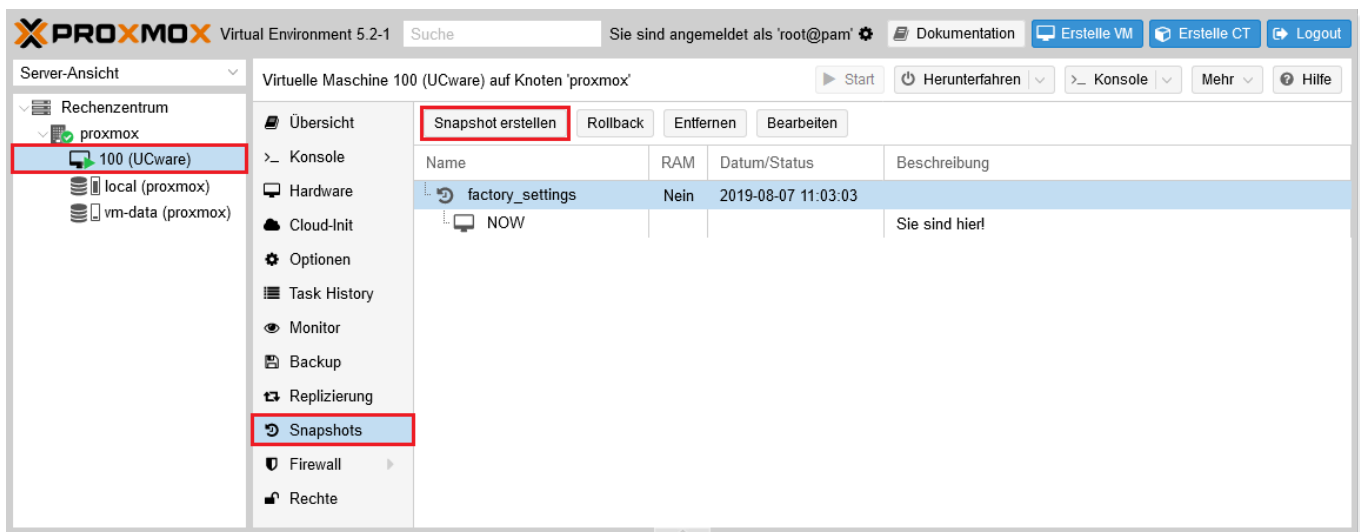 PROXMOX Virtual Environment 5.2-1 Suche Sie sind angemeldet als 'root@pam' Dokumentation Erstelle VM Erstelle CT Logout
Server-Ansicht
Rechenzentrum
proxmox
100 (UCware)
local (proxmox)
vm-data (proxmox)
Virtuelle Maschine 100 (UCware) auf Knoten 'proxmox' Start Herunterfahren Konsole Mehr Hilfe
Übersicht
Konsole
Hardware
Cloud-Init
Optionen
Task History
Monitor
Backup
Replizierung
Snapshots
Firewall
Rechte
Snapshot erstellen Rollback Entfernen Bearbeiten
Name RAM Datum/Status Beschreibung
factory_settings Nein 2019-08-07 11:03:03
NOW Sie sind hier!